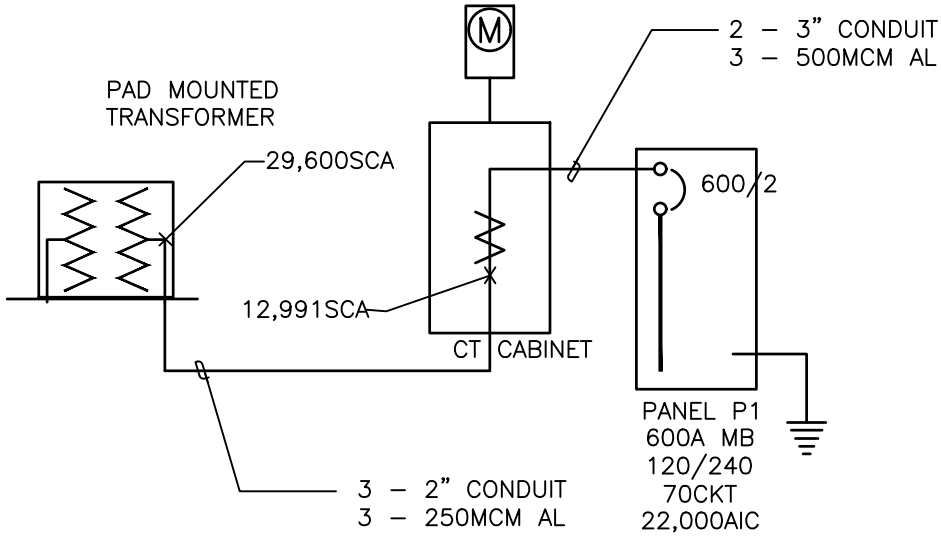 M
2 - 3” CONDUIT
3 - 500MCM AL
PAD MOUNTED
TRANSFORMER
29,600SCA
600/2
12,991SCA
CT CABINET
PANEL P1
600A MB
120/240
70CKT
22,000AIC
3 - 2” CONDUIT
3 - 250MCM AL